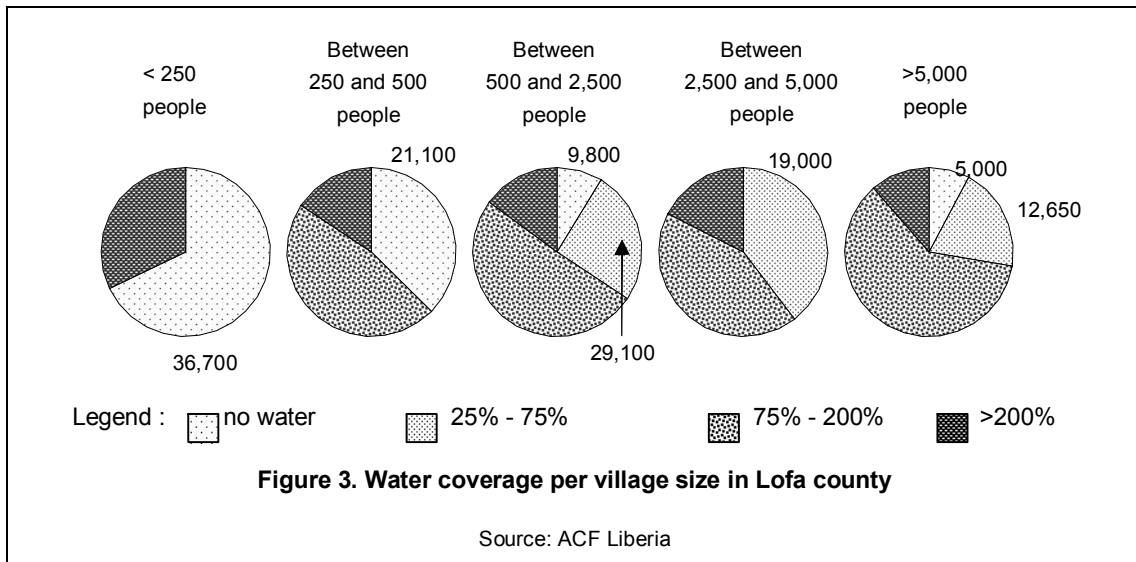 < 250
people
Between
250 and 500
people
Between
500 and 2,500
people
Between
2,500 and 5,000
people
>5,000
people
36,700
21,100
9,800
29,100
19,000
5,000
12,650
Legend : no water 25% - 75% 75% - 200% >200%
Figure 3. Water coverage per village size in Lofa county
Source: ACF Liberia